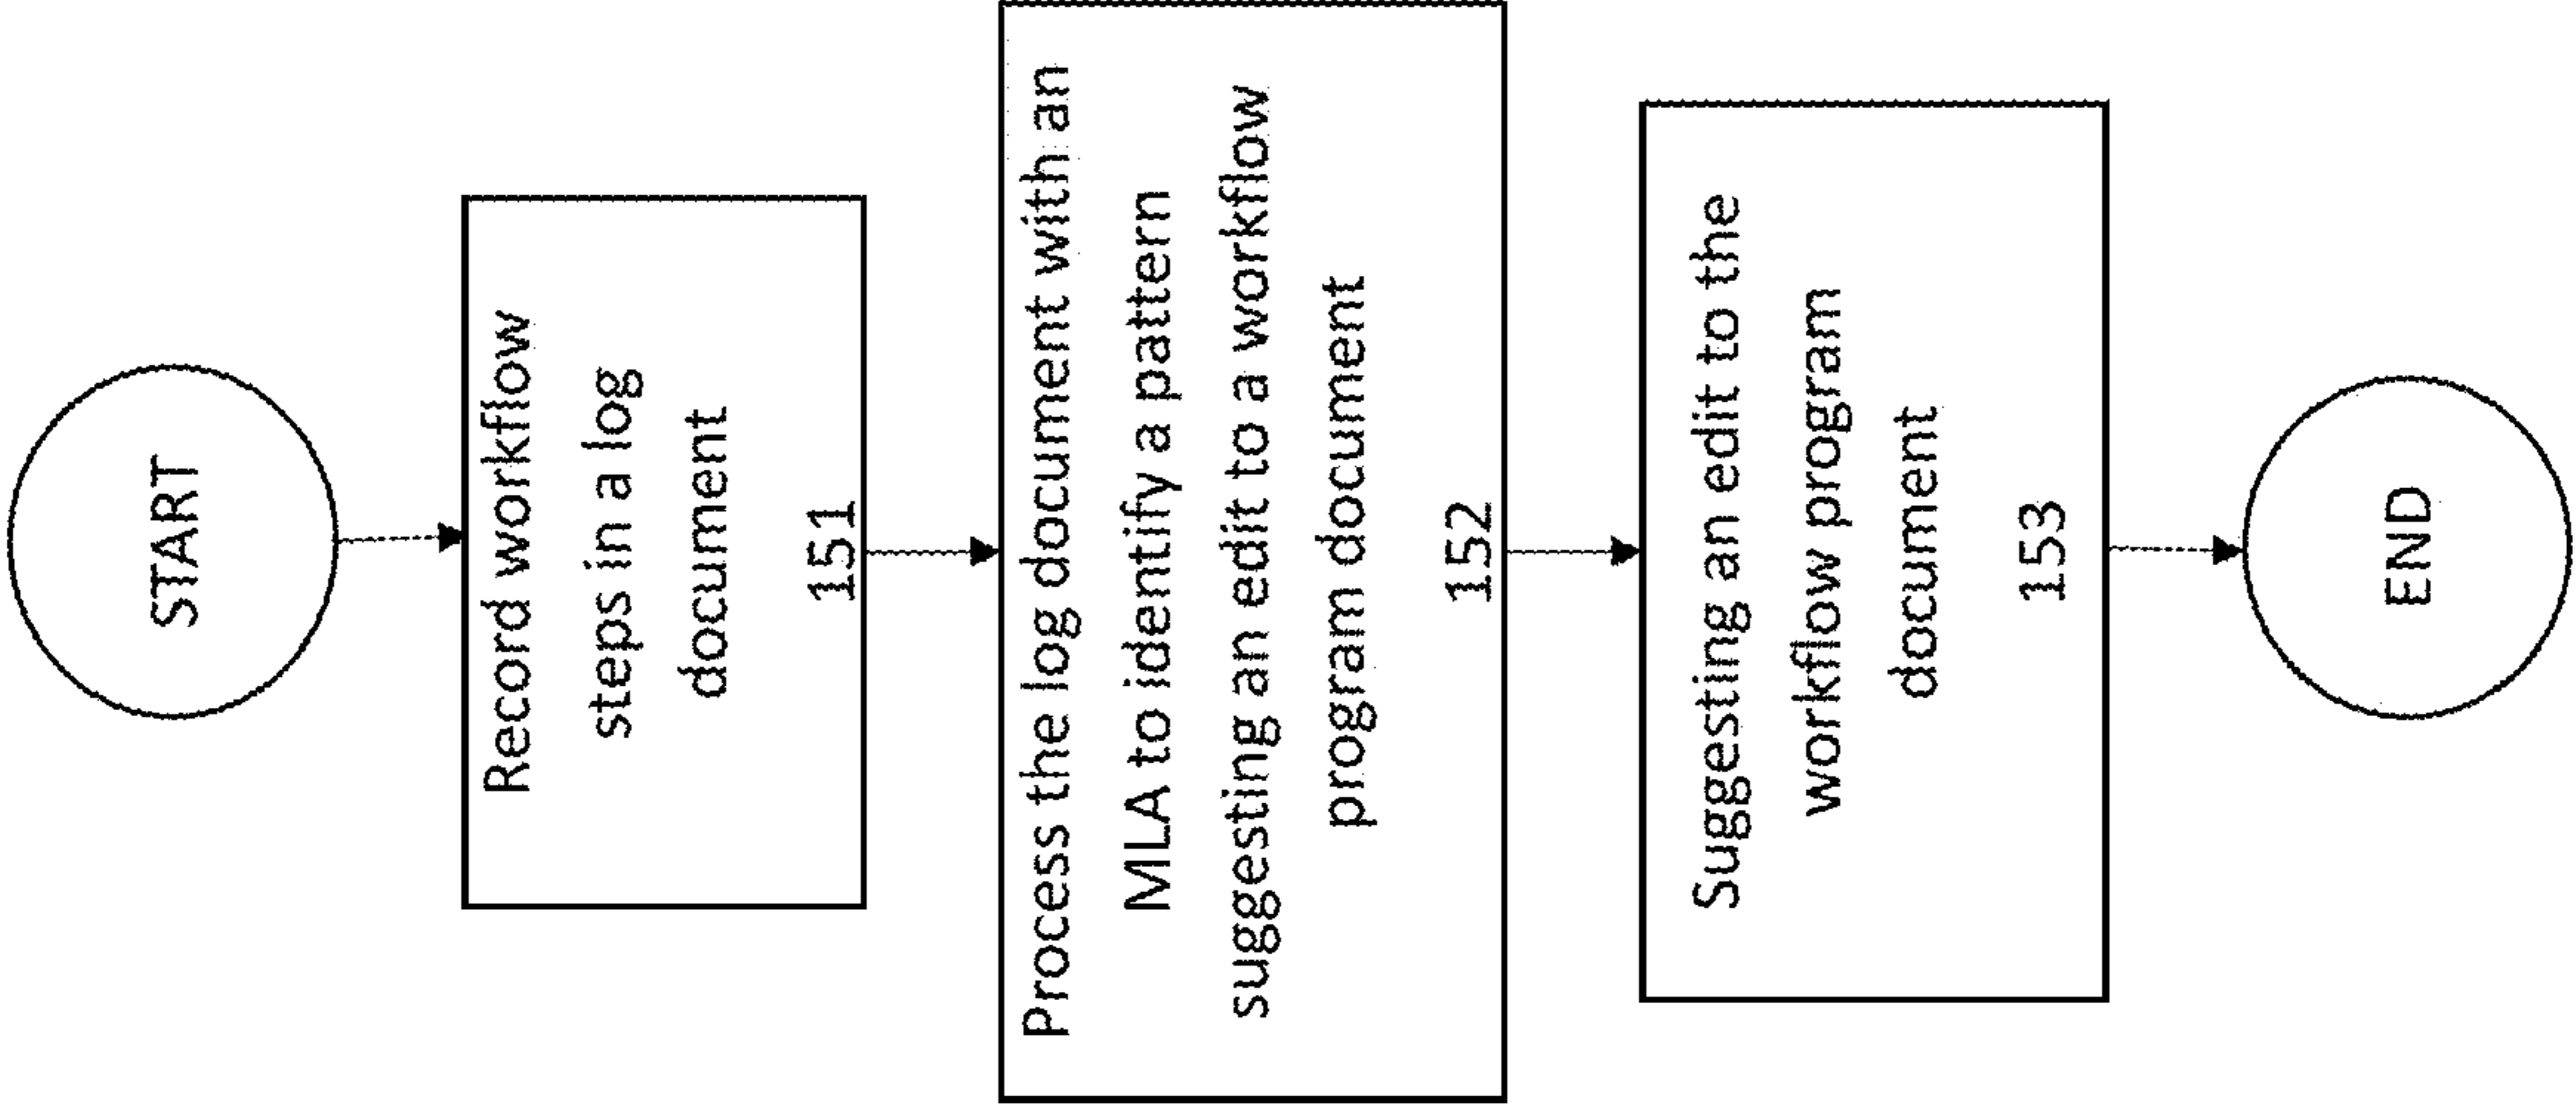 START
Record workflow
steps in a log
document
151
Process the log document with an
MLA to identify a pattern
suggesting an edit to a workflow
program document
152
Suggesting an edit to the
workflow program
document
153
END